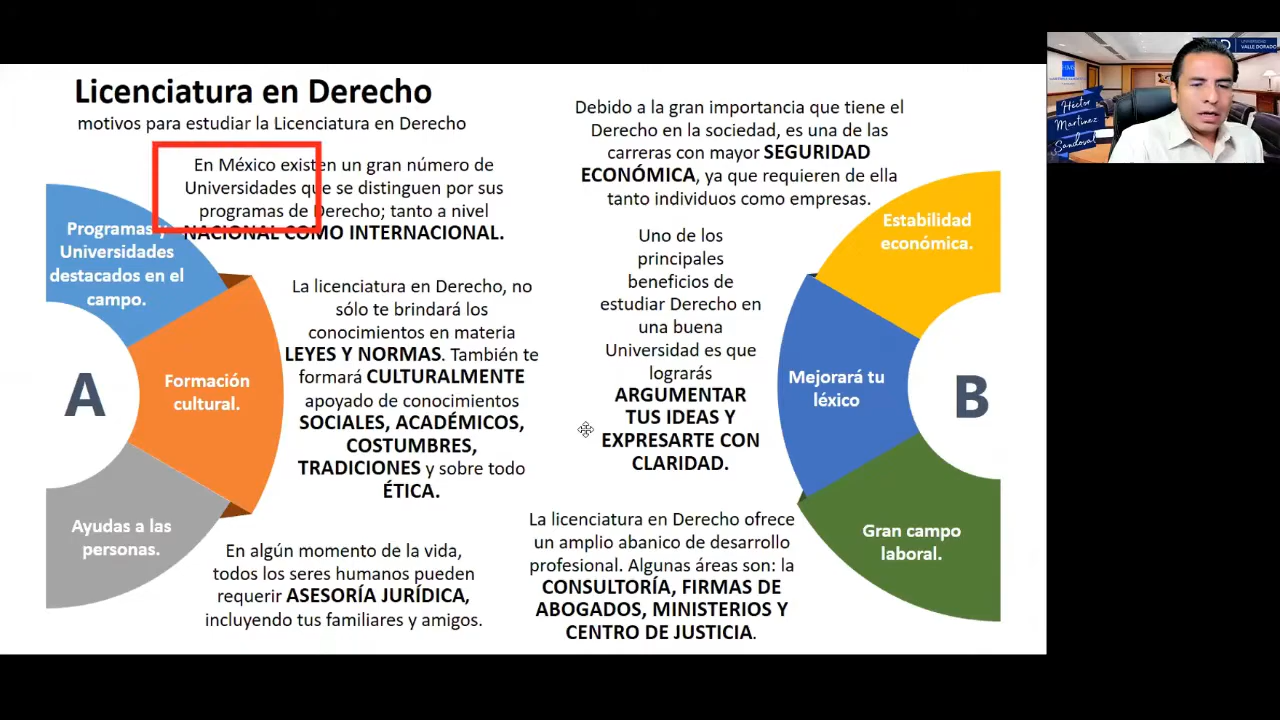 Licenciatura en Derecho
motivos para estudiar la Licenciatura en Derecho
En México existen un gran número de
Universidades que se distinguen por sus
programas de Derecho; tanto a nivel
NACIONAL COMO INTERNACIONAL.
Programas y
Universidades
destacados en el
campo.
La licenciatura en Derecho, no
sólo te brindará los
conocimientos en materia
LEYES Y NORMAS. También te
formará CULTURALMENTE
apoyado de conocimientos
SOCIALES, ACADÉMICOS,
COSTUMBRES,
TRADICIONES y sobre todo
ÉTICA.
Formación
cultural.
A
Ayudas a las
personas.
En algún momento de la vida,
todos los seres humanos pueden
requerir ASESORÍA JURÍDICA,
incluyendo tus familiares y amigos.
Debido a la gran importancia que tiene el
Derecho en la sociedad, es una de las
carreras con mayor SEGURIDAD
ECONÓMICA, ya que requieren de ella
tanto individuos como empresas.
Estabilidad
económica.
Uno de los
principales
beneficios de
estudiar Derecho en
una buena
Universidad es que
lograrás
ARGUMENTAR
TUS IDEAS Y
EXPRESARTE CON
CLARIDAD.
Mejorará tu
léxico
B
La licenciatura en Derecho ofrece
un amplio abanico de desarrollo
profesional. Algunas áreas son: la
CONSULTORÍA, FIRMAS DE
ABOGADOS, MINISTERIOS Y
CENTRO DE JUSTICIA.
Gran campo
laboral.
UNIVERSIDAD
VALLE DORADO
Héctor
Martínez
Sandoval